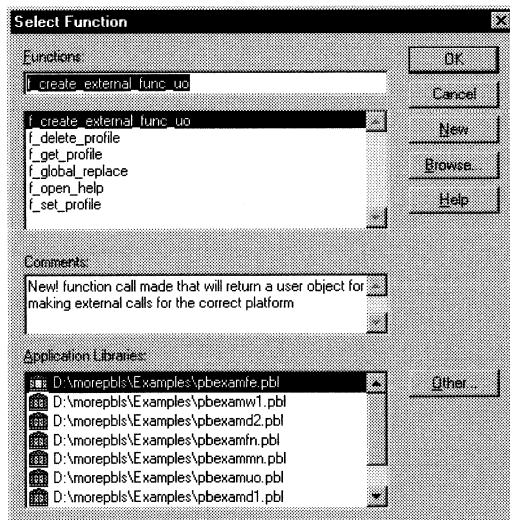 Select Function
Functions:
f_create_external_func_uo
f_create_external_func_uo
f_delete_profile
f_get_profile
f_global_replace
f_open_help
f_set_profile
OK
Cancel
New
Browse...
Help
Comments:
New! function call made that will return a user object for
making external calls for the correct platform
Application Libraries:
D:\morepbls\Examples\pbexamfe.pbl
D:\morepbls\Examples\pbexamw1.pbl
D:\morepbls\Examples\pbexamd2.pbl
D:\morepbls\Examples\pbexamfn.pbl
D:\morepbls\Examples\pbexammn.pbl
D:\morepbls\Examples\pbexamuo.pbl
D:\morepbls\Examples\pbexamd1.pbl
Other...